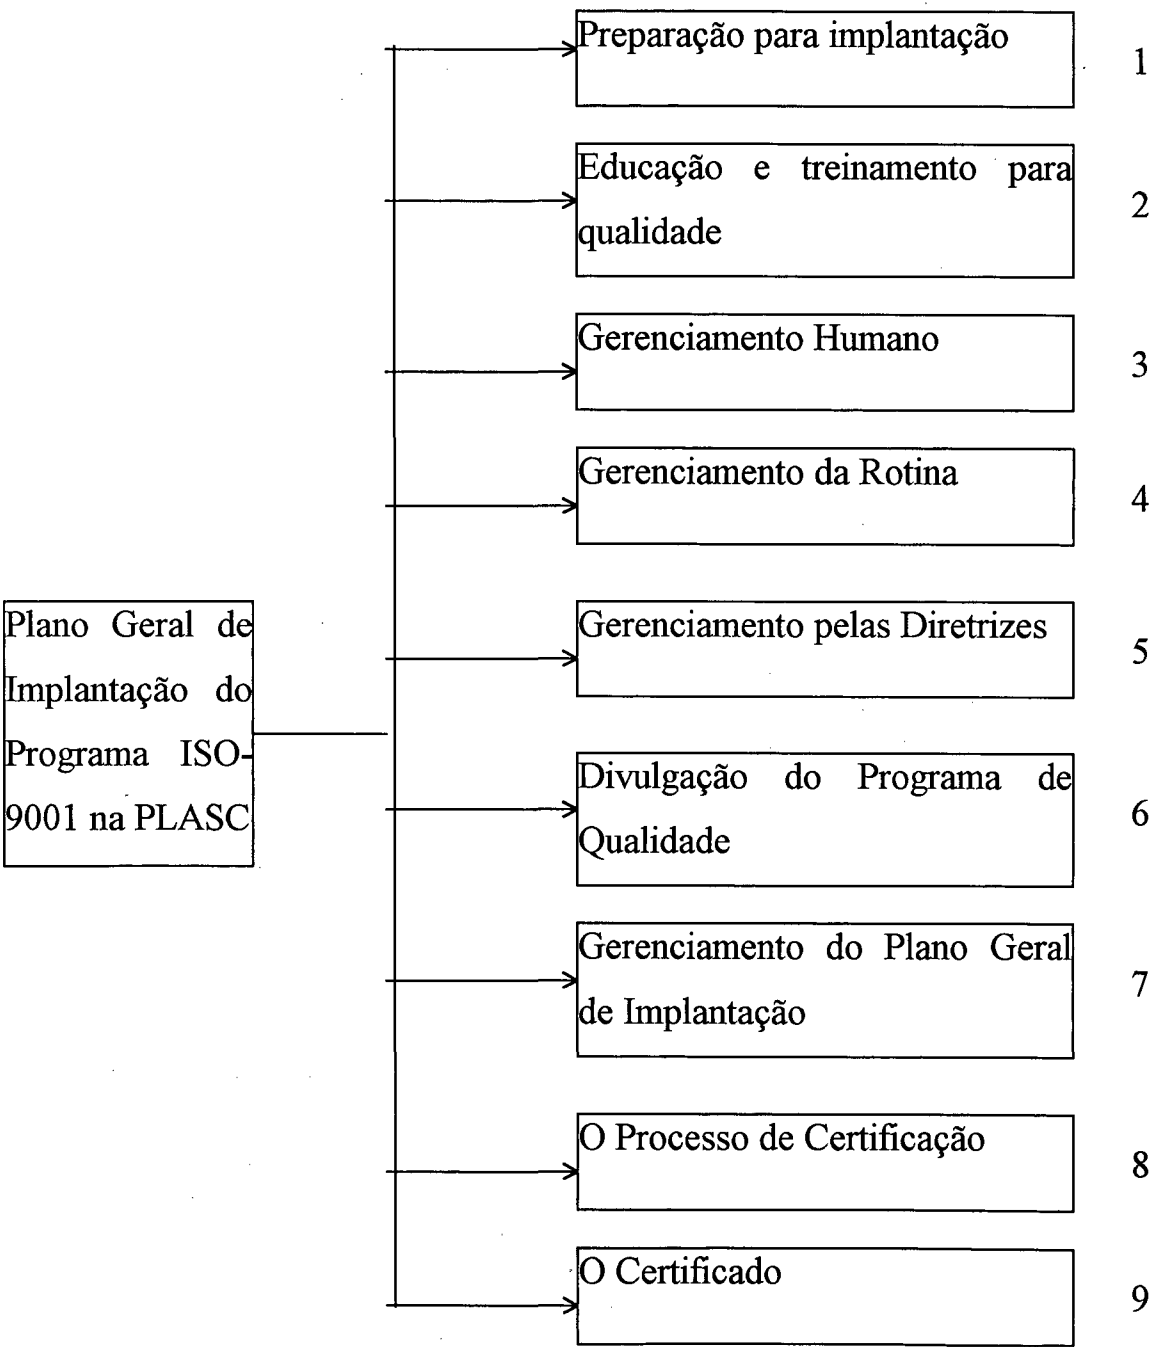 Preparação para implantação
1
Educação e treinamento para
qualidade
2
Gerenciamento Humano
3
Gerenciamento da Rotina
4
Plano Geral de
Implantação do
Programa ISO-
9001 na PLASC
Gerenciamento pelas Diretrizes
5
Divulgação do Programa de
Qualidade
6
Gerenciamento do Plano Geral
de Implantação
7
O Processo de Certificação
8
O Certificado
9